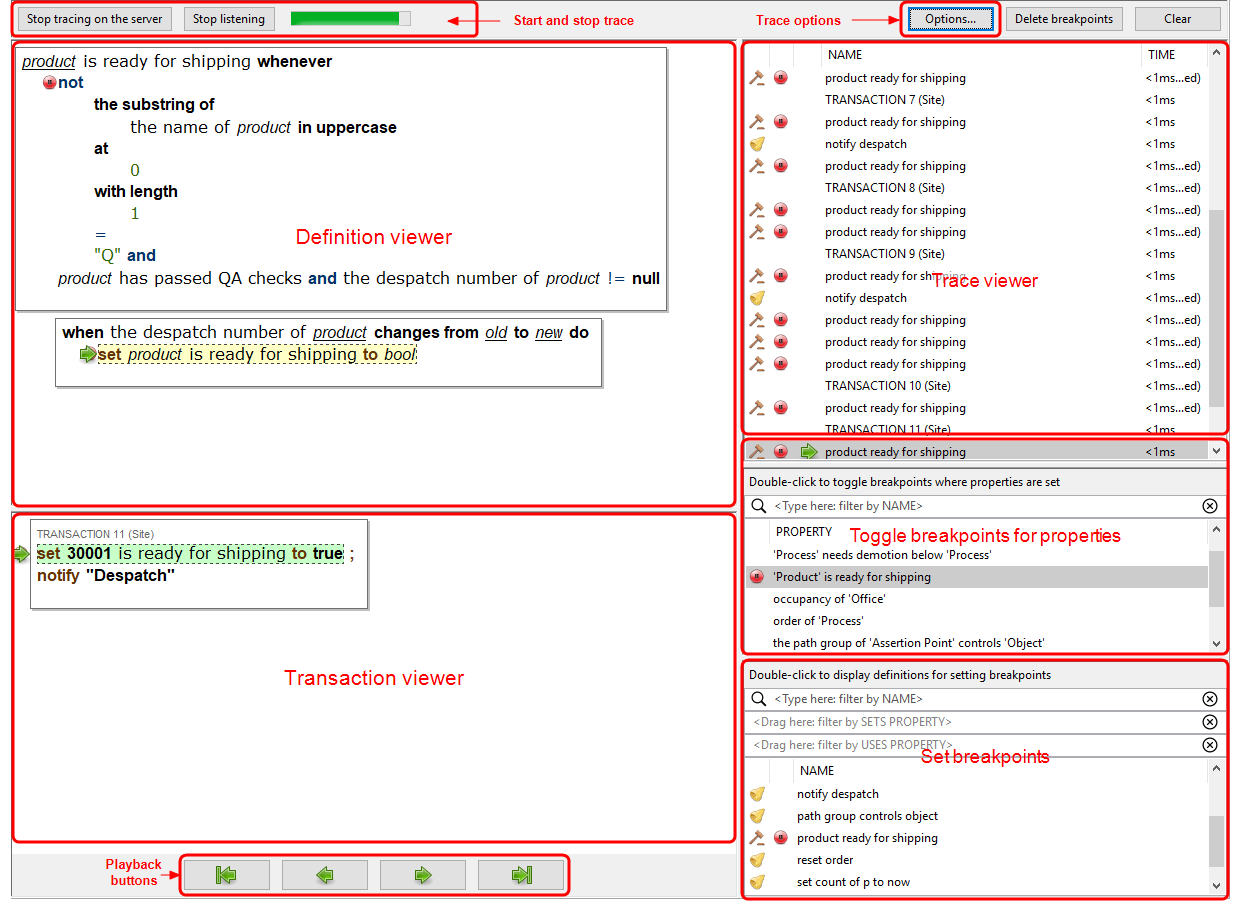 Stop tracing on the server
Stop listening
Start and stop trace
Trace options
Options...
Delete breakpoints
Clear
product is ready for shipping whenever
not
the substring of
the name of product in uppercase
at
0
with length
1
=
"Q" and
product has passed QA checks and the despatch number of product != null
Definition viewer
when the despatch number of product changes from old to new do
set product is ready for shipping to bool
NAME TIME
product ready for shipping <1ms...ed)
TRANSACTION 7 (Site) <1ms
product ready for shipping <1ms
notify despatch <1ms
product ready for shipping <1ms...ed)
TRANSACTION 8 (Site) <1ms
product ready for shipping <1ms...ed)
product ready for shipping <1ms...ed)
TRANSACTION 9 (Site) <1ms
product ready for shipping <1ms
Trace viewer
notify despatch <1ms
product ready for shipping <1ms...ed)
product ready for shipping <1ms...ed)
product ready for shipping <1ms...ed)
TRANSACTION 10 (Site) <1ms
product ready for shipping <1ms...ed)
TRANSACTION 11 (Site) <1ms
product ready for shipping <1ms
Double-click to toggle breakpoints where properties are set
<Type here: filter by NAME>
PROPERTY
Toggle breakpoints for properties
'Process' needs demotion below 'Process'
'Product' is ready for shipping
occupancy of 'Office'
order of 'Process'
the path group of 'Assertion Point' controls 'Object'
TRANSACTION 11 (Site)
set 30001 is ready for shipping to true ;
notify "Despatch"
Transaction viewer
Double-click to display definitions for setting breakpoints
<Type here: filter by NAME>
<Drag here: filter by SETS PROPERTY>
<Drag here: filter by USES PROPERTY>
Set breakpoints
NAME
notify despatch
path group controls object
product ready for shipping
reset order
set count of p to now
Playback
buttons